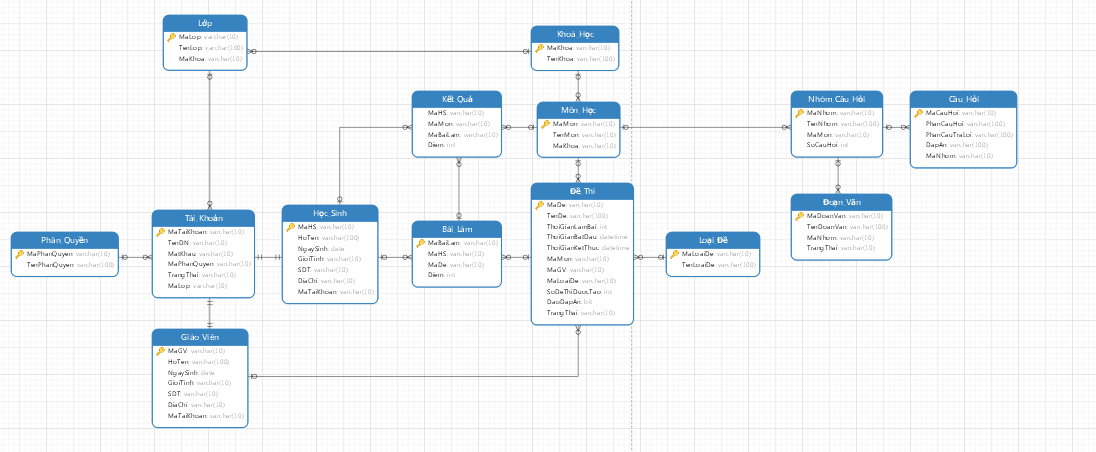 Lớp
MaLop: varchar(10)
TenLop: varchar(100)
MaKhoa: varchar(10)
Khoá Học
MaKhoa: varchar(10)
TenKhoa: varchar(100)
Kết Quả
MaHS: varchar(10)
MaMon: varchar(10)
MaBaiLam: varchar(10)
Diem: int
Môn Học
MaMon: varchar(10)
TenMon: varchar(10)
MaKhoa: varchar(10)
Nhóm Câu Hỏi
MaNhom: varchar(10)
TenNhom: varchar(100)
MaMon: varchar(10)
SoCauHoi: int
Câu Hỏi
MaCauHoi: varchar(10)
PhanCauHoi: varchar(100)
PhanCauTraLoi: varchar(100)
DapAn: varchar(100)
MaNhom: varchar(10)
Phân Quyền
MaPhanQuyen: varchar(10)
TenPhanQuyen: varchar(100)
Tài Khoản
MaTaiKhoan: varchar(10)
TenDN: varchar(10)
MatKhau: varchar(10)
MaPhanQuyen: varchar(10)
TrangThai: varchar(10)
MaLop: varchar(10)
Học Sinh
MaHS: varchar(10)
HoTen: varchar(100)
NgaySinh: date
GioiTinh: varchar(10)
SDT: varchar(10)
DiaChi: varchar(10)
MaTaiKhoan: varchar(10)
Bài Làm
MaBaiLam: varchar(10)
MaHS: varchar(10)
MaDe: varchar(10)
Diem: int
Đề Thi
MaDe: varchar(10)
TenDe: varchar(100)
ThoiGianLamBai: int
ThoiGianBatDau: datetime
ThoiGianKetThuc: datetime
MaMon: varchar(10)
MaGV: varchar(10)
MaLoaiDe: varchar(10)
SoDeThiDuocTao: int
DaoDapAn: bit
TrangThai: varchar(10)
Loại Đề
MaLoaiDe: varchar(10)
TenLoaiDe: varchar(100)
Đoạn Văn
MaDoanVan: varchar(10)
TenDoanVan: varchar(100)
MaNhom: varchar(10)
TrangThai: varchar(10)
Giáo Viên
MaGV: varchar(10)
HoTen: varchar(100)
NgaySinh: date
GioiTinh: varchar(10)
SDT: varchar(10)
DiaChi: varchar(10)
MaTaiKhoan: varchar(10)